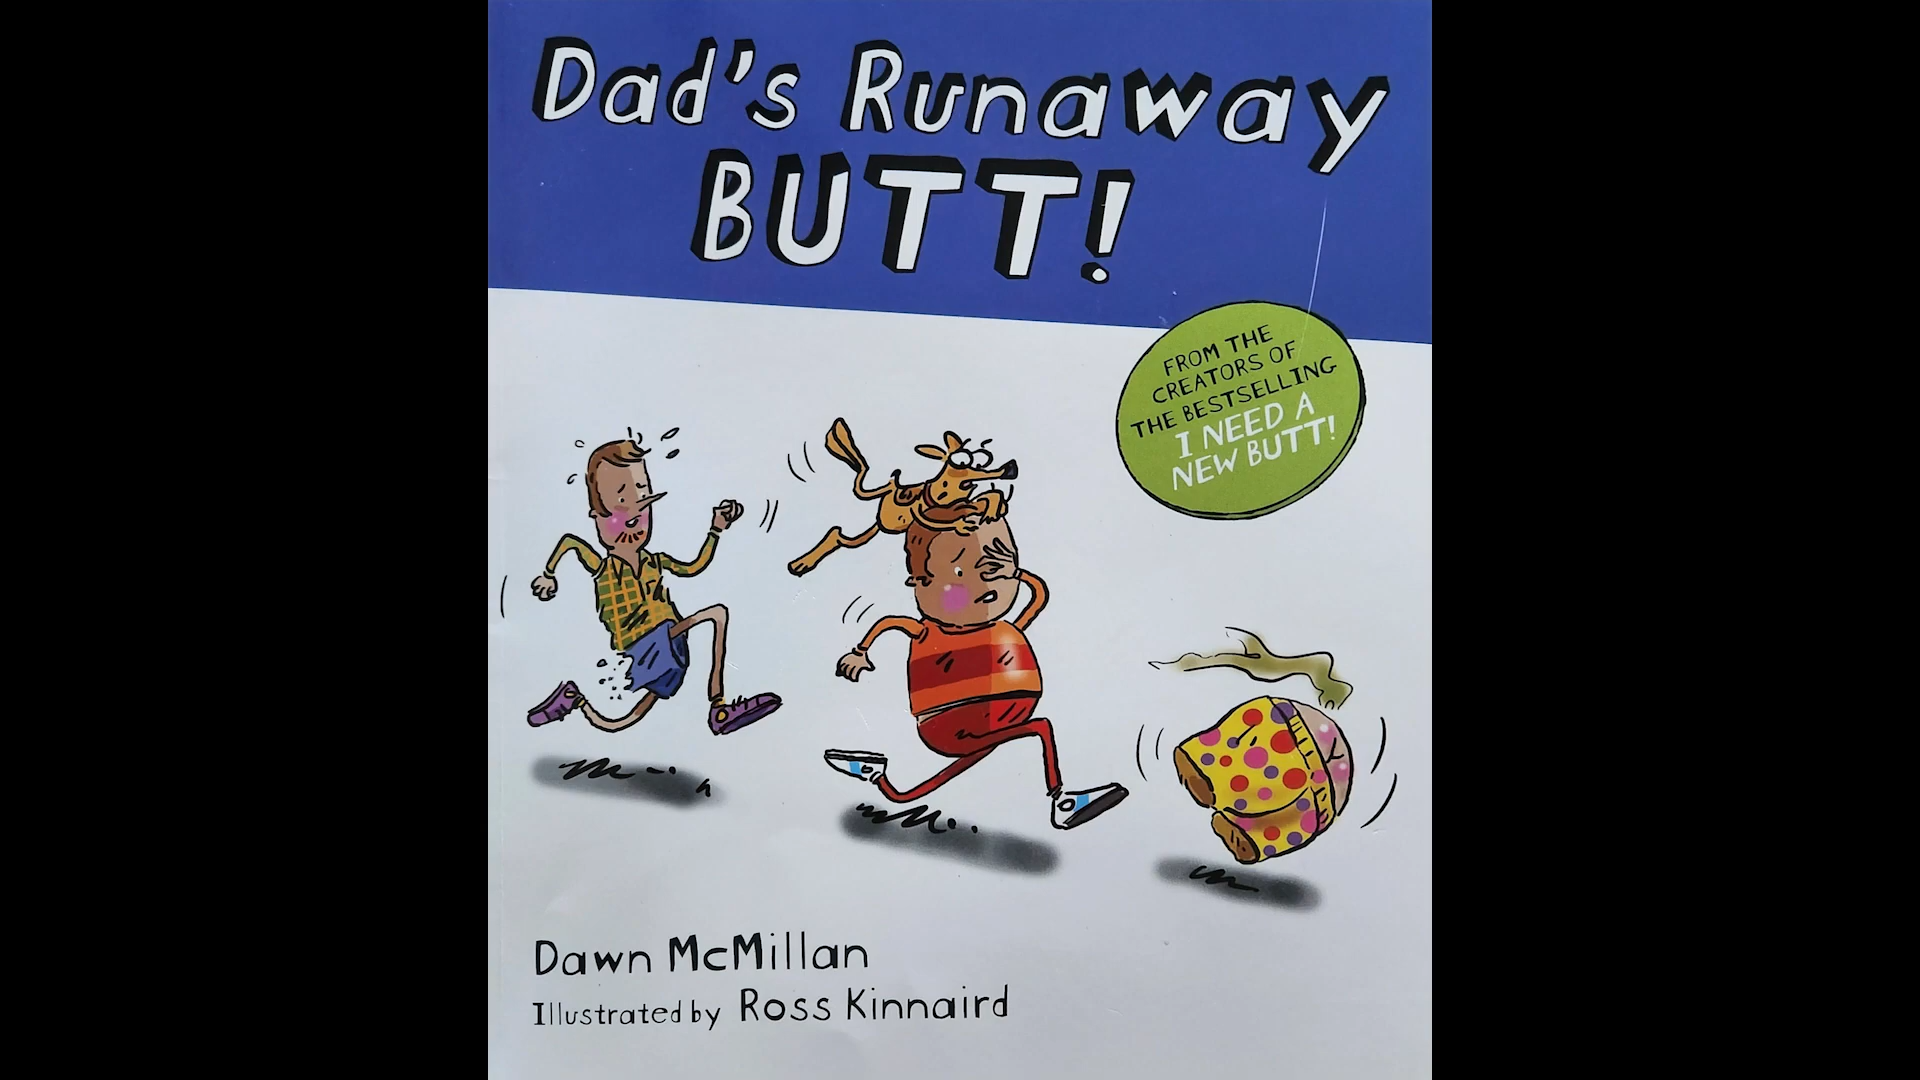 Dad's Runaway
BUTT!
FROM THE
CREATORS OF
THE BESTSELLING
I NEED A
NEW BUTT!
Dawn McMillan
Illustrated by Ross Kinnaird